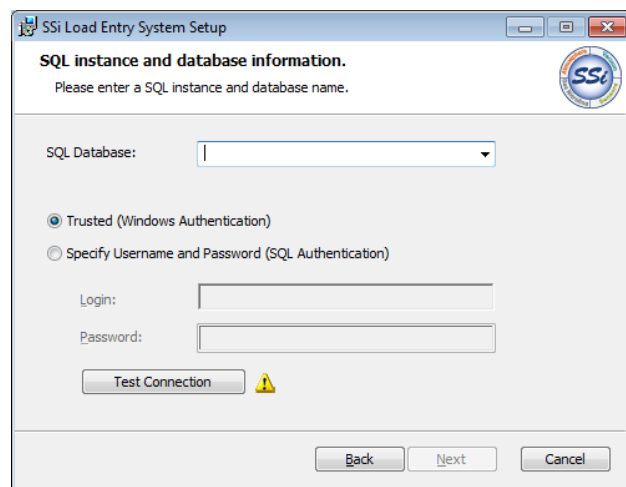 SSi Load Entry System Setup
SQL instance and database information.
Please enter a SQL instance and database name.
SSi
SQL Database:
Trusted (Windows Authentication)
Specify Username and Password (SQL Authentication)
Login:
Password:
Test Connection
Back Next Cancel